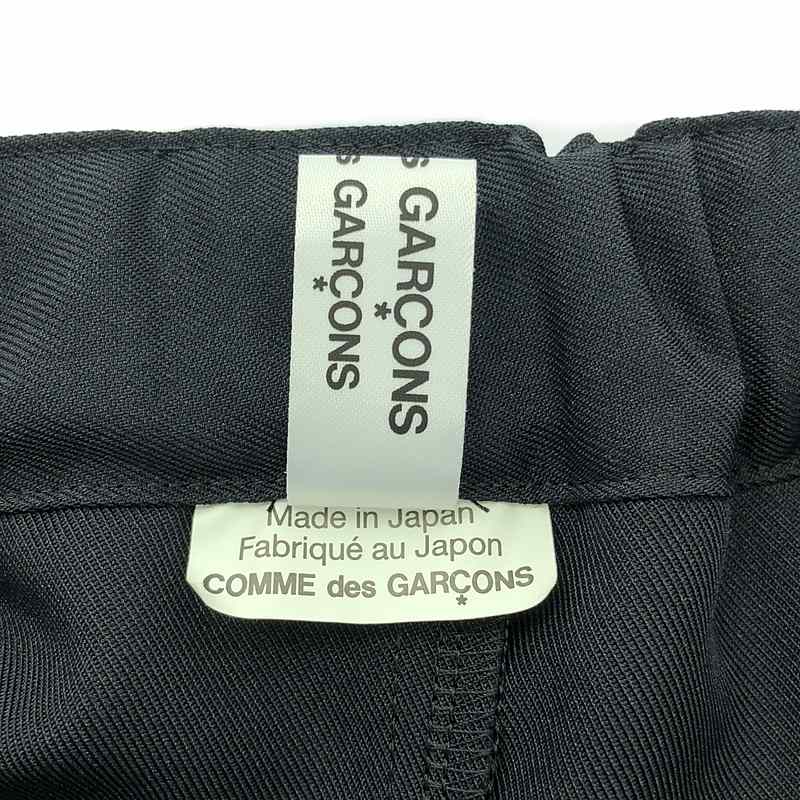 S GARÇONS
S GARÇONS
Made in Japan
Fabriqué au Japon
COMME des GARÇONS